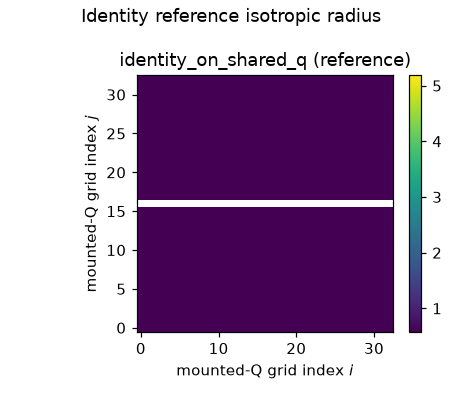 Identity reference isotropic radius
identity_on_shared_q (reference)
mounted-Q grid index j
30
25
20
15
10
5
0
0 10 20 30
mounted-Q grid index i
5
4
3
2
1